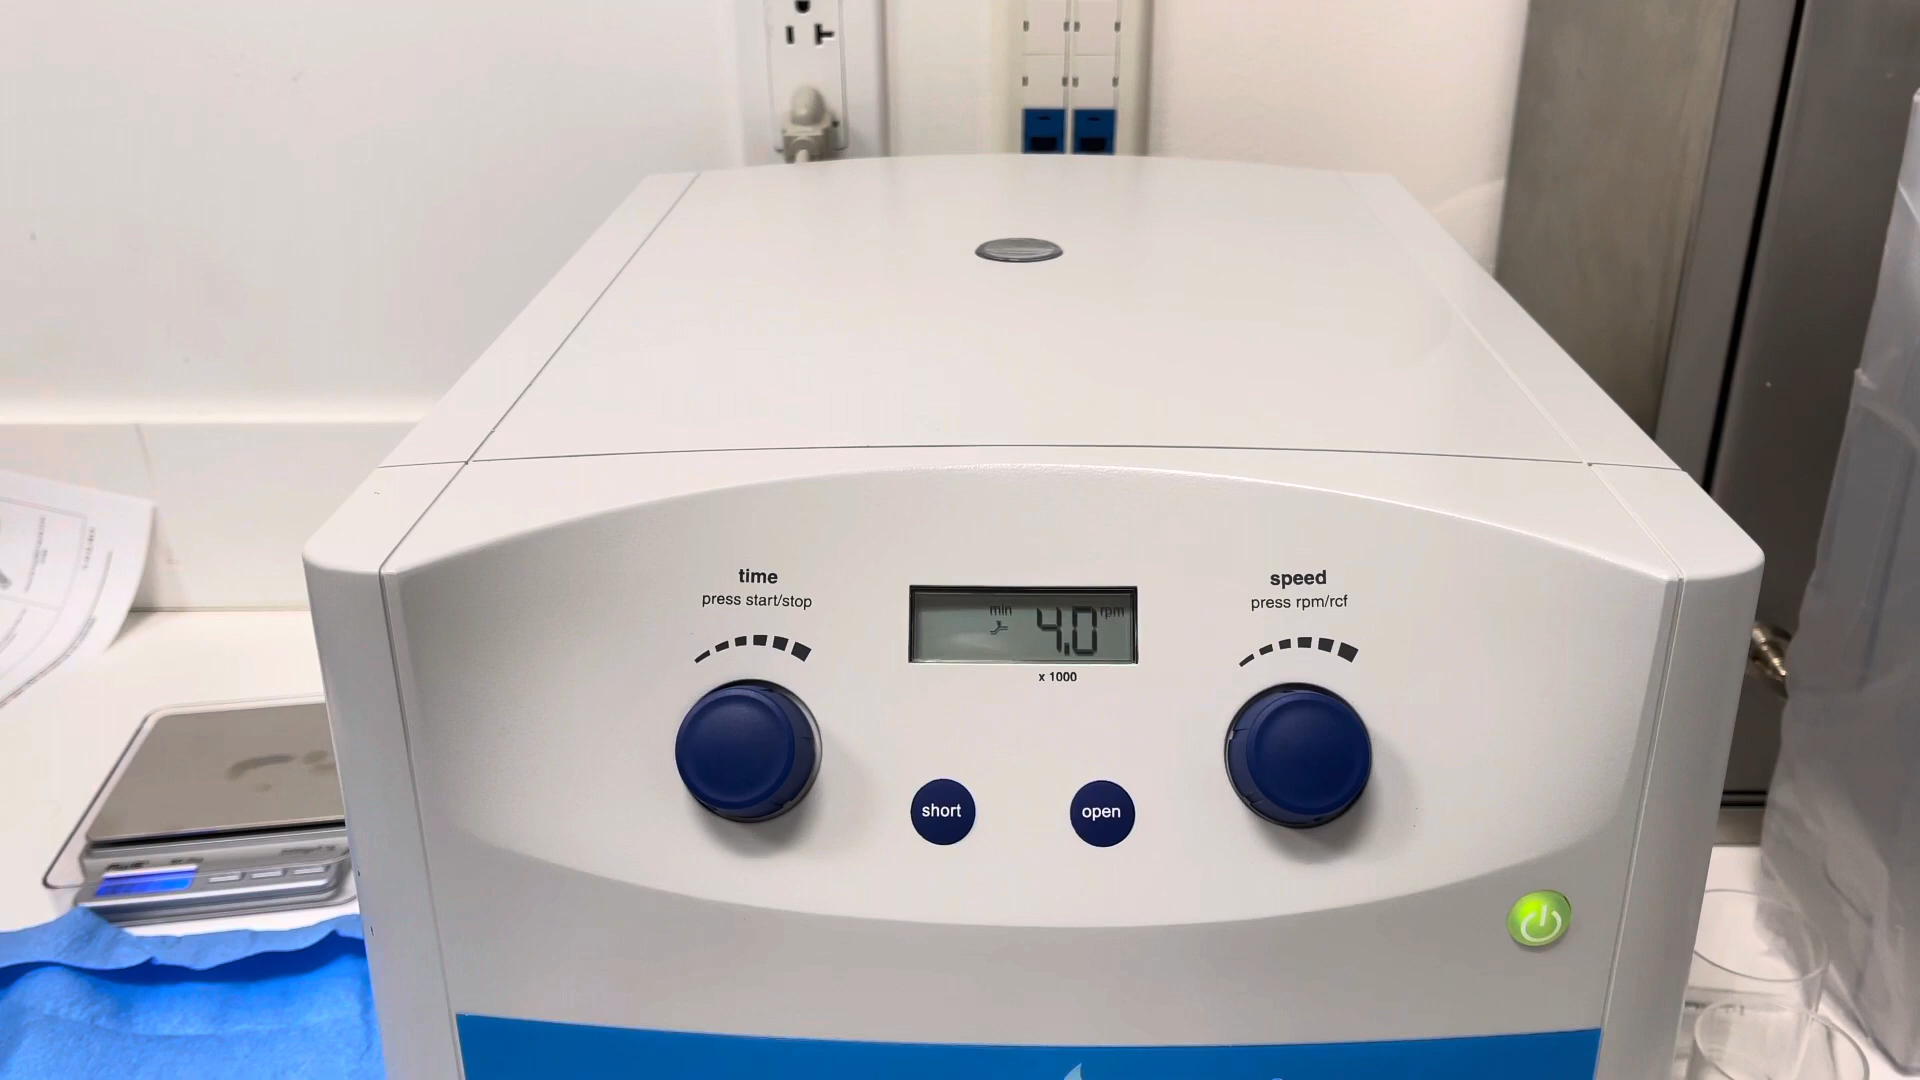 time
press start/stop
speed
press rpm/rcf
min
4.0 rpm
x 1000
short
open